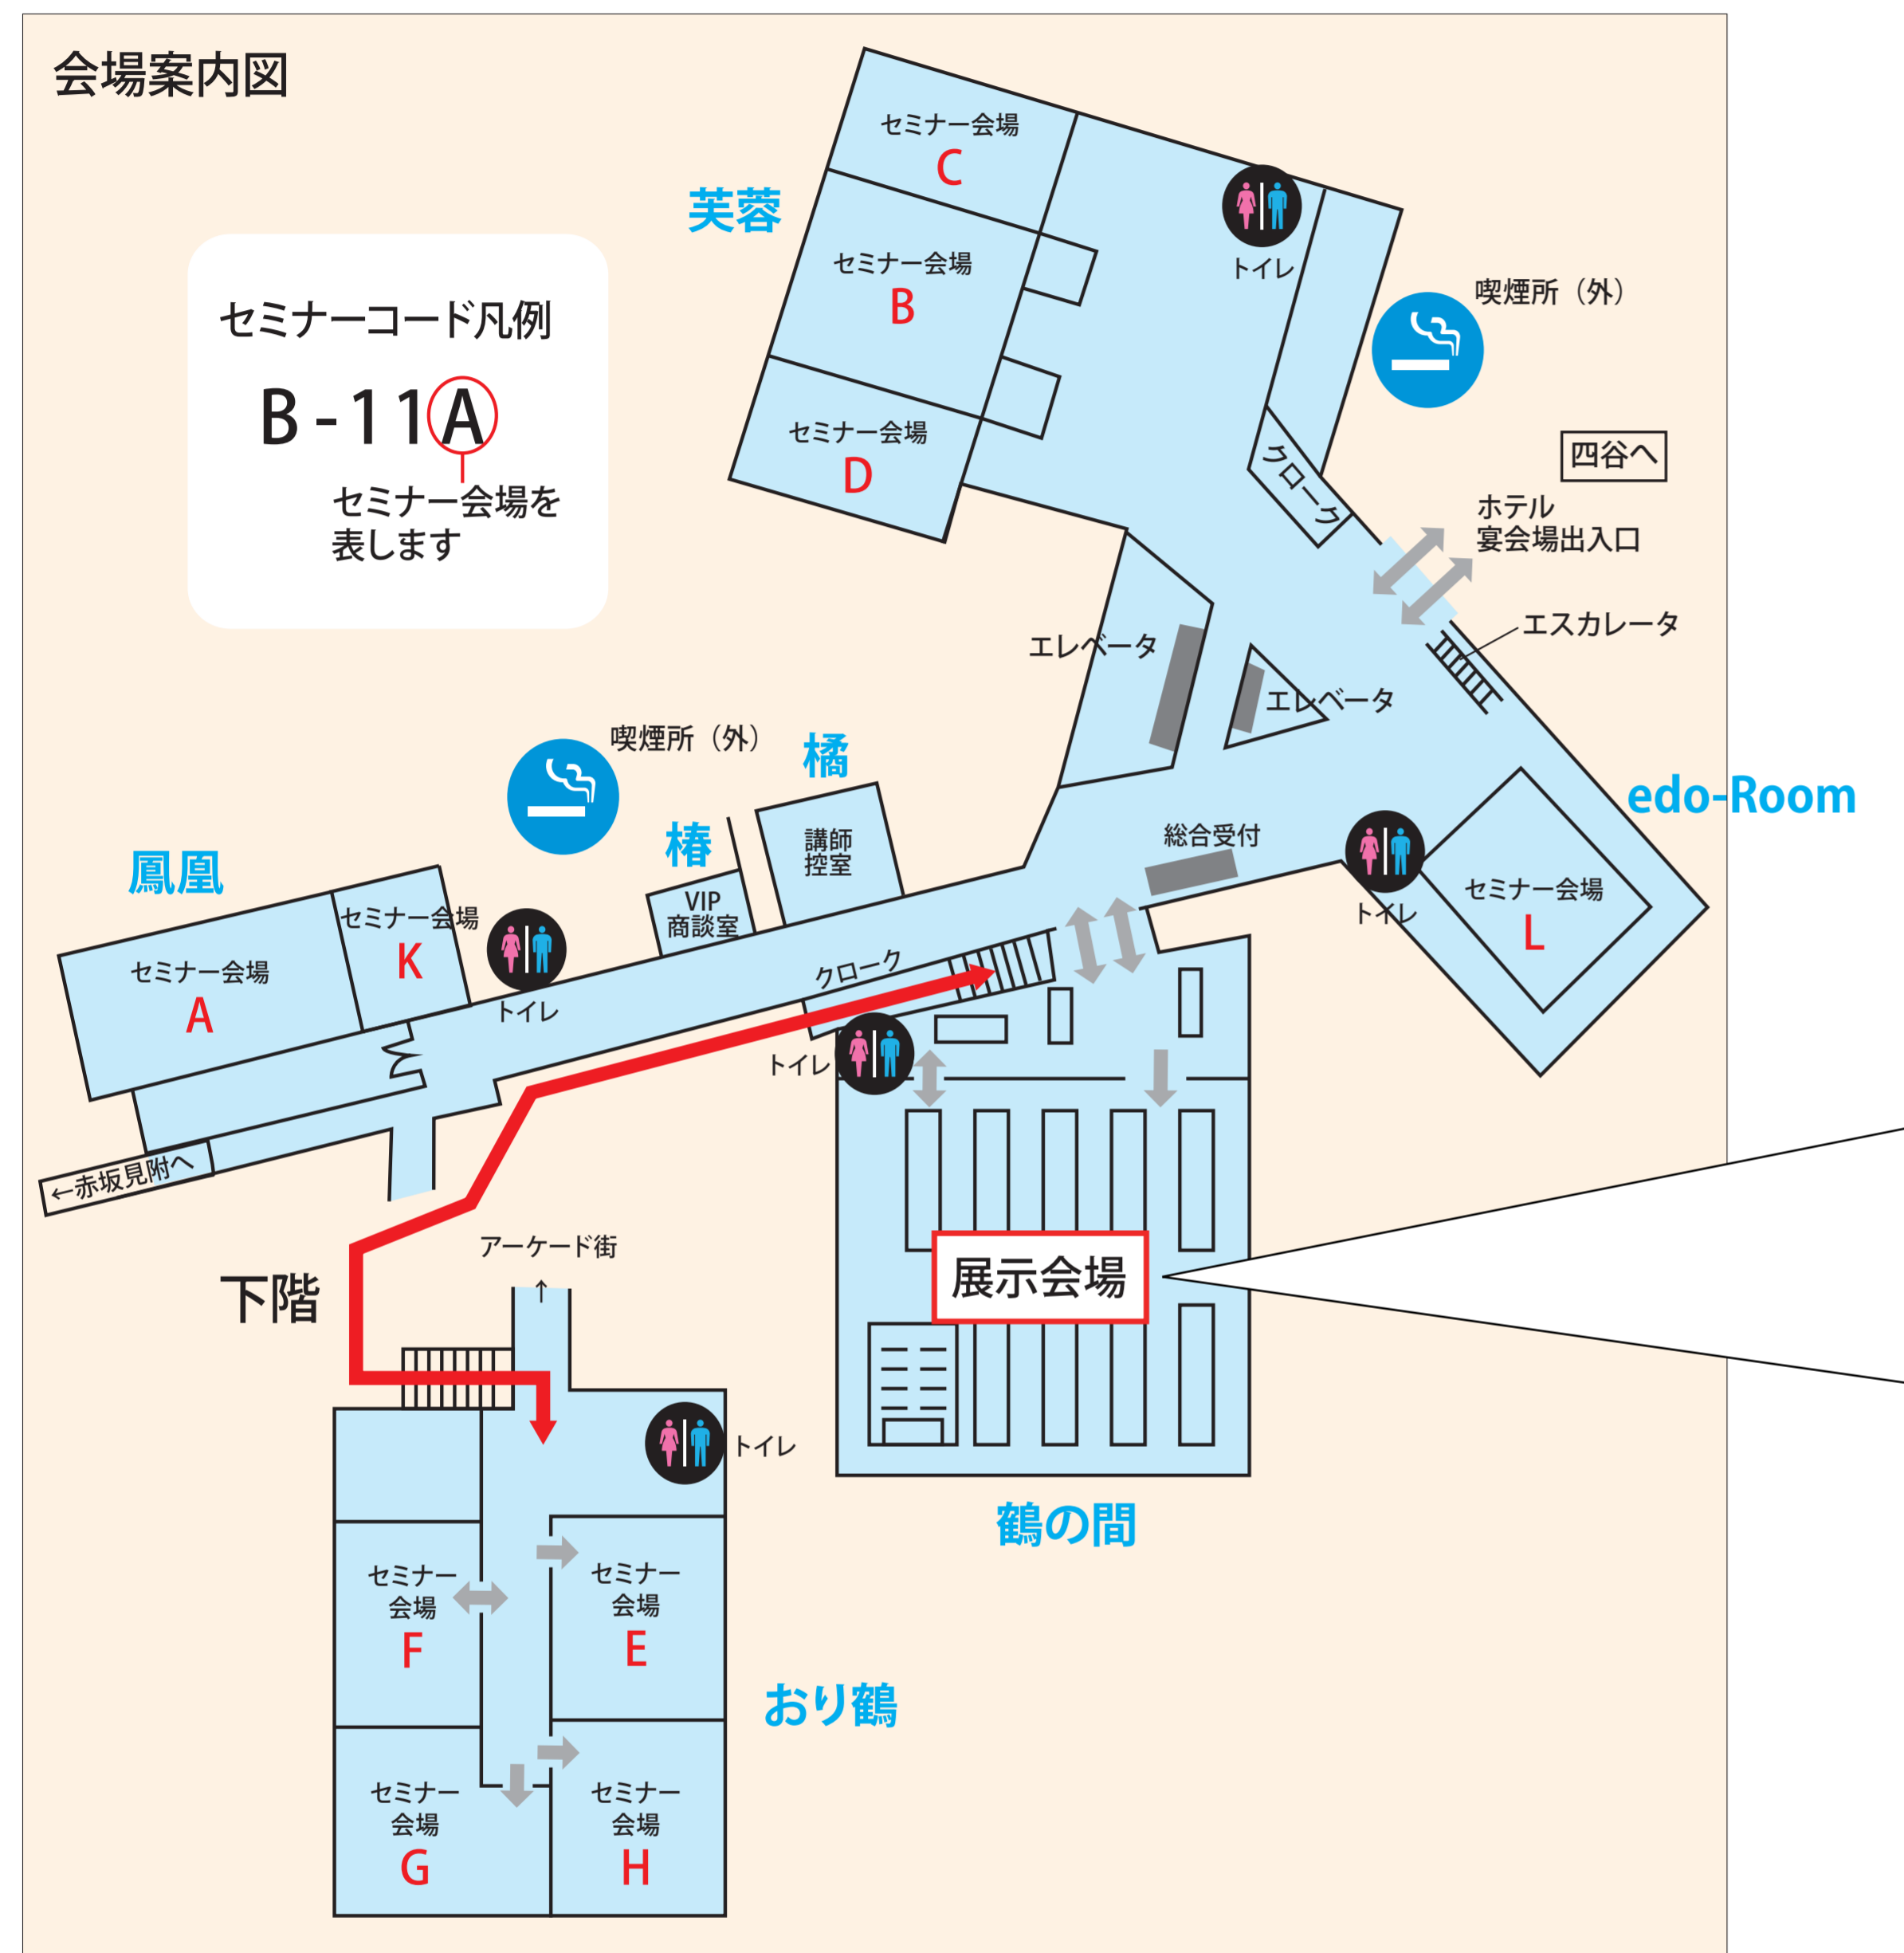 会場案内図
セミナーコード凡例
B-11A
セミナー会場を
表します
芙蓉
セミナー会場
C
セミナー会場
B
セミナー会場
D
トイレ
喫煙所（外）
クローク
四谷へ
ホテル
宴会場出入口
エスカレータ
エレベータ
エレベータ
edo-Room
総合受付
トイレ
セミナー会場
L
喫煙所（外）
橘
講師
控室
椿
VIP
商談室
鳳凰
セミナー会場
K
セミナー会場
A
トイレ
クローク
トイレ
←赤坂見附へ
アーケード街
↑
下階
展示会場
鶴の間
トイレ
セミナー
会場
F
セミナー
会場
E
おり鶴
セミナー
会場
G
セミナー
会場
H